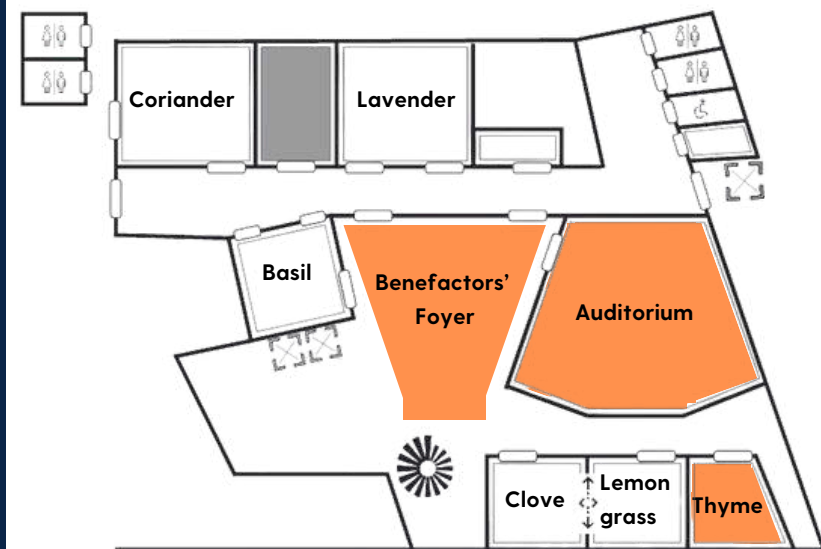 Coriander
Lavender
Basil
Benefactors’
Foyer
Auditorium
Clove
Lemon
grass
Thyme